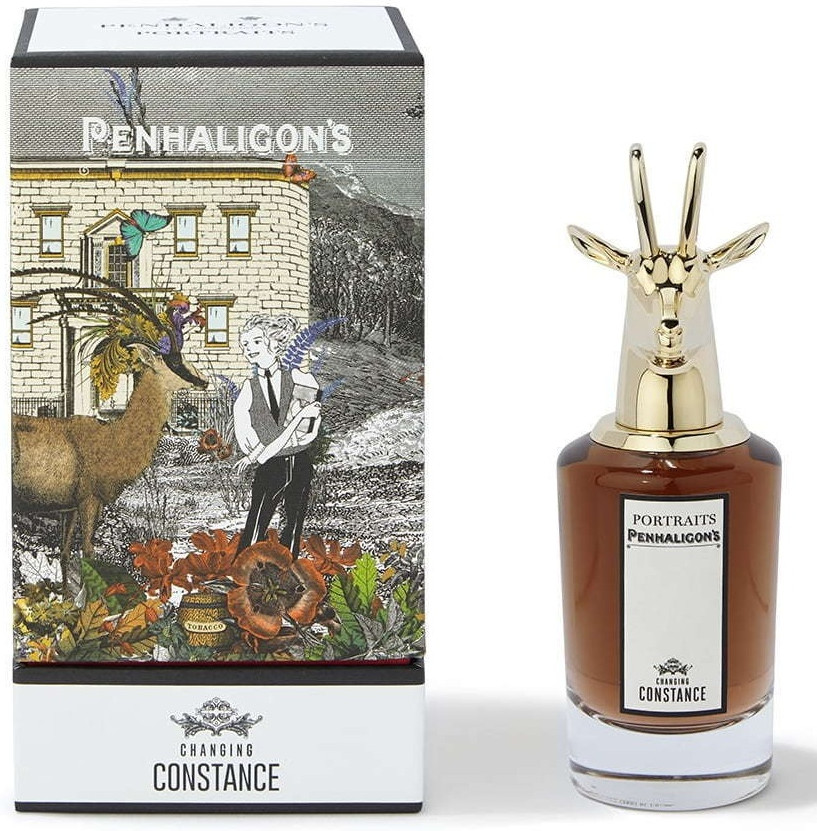 PENHALIGON'S
PORTRAITS
PENHALIGON'S
TOBACCO
CHANGING
CONSTANCE
PORTRAITS
PENHALIGON'S
CHANGING
CONSTANCE